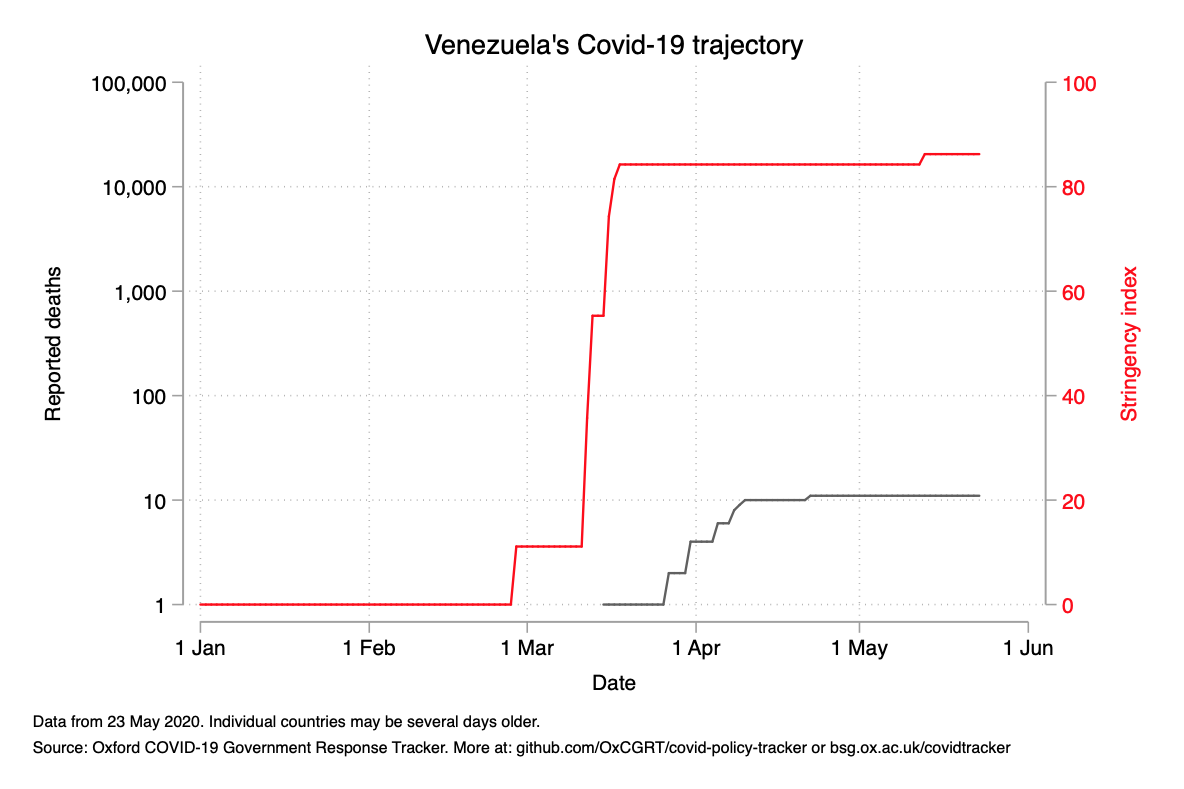 Venezuela's Covid-19 trajectory
100,000
10,000
1,000
100
10
1
Reported deaths
100
80
60
40
20
0
Stringency index
1 Jan
1 Feb
1 Mar
1 Apr
1 May
1 Jun
Date
Data from 23 May 2020. Individual countries may be several days older.
Source: Oxford COVID-19 Government Response Tracker. More at: github.com/OxCGRT/covid-policy-tracker or bsg.ox.ac.uk/covidtracker